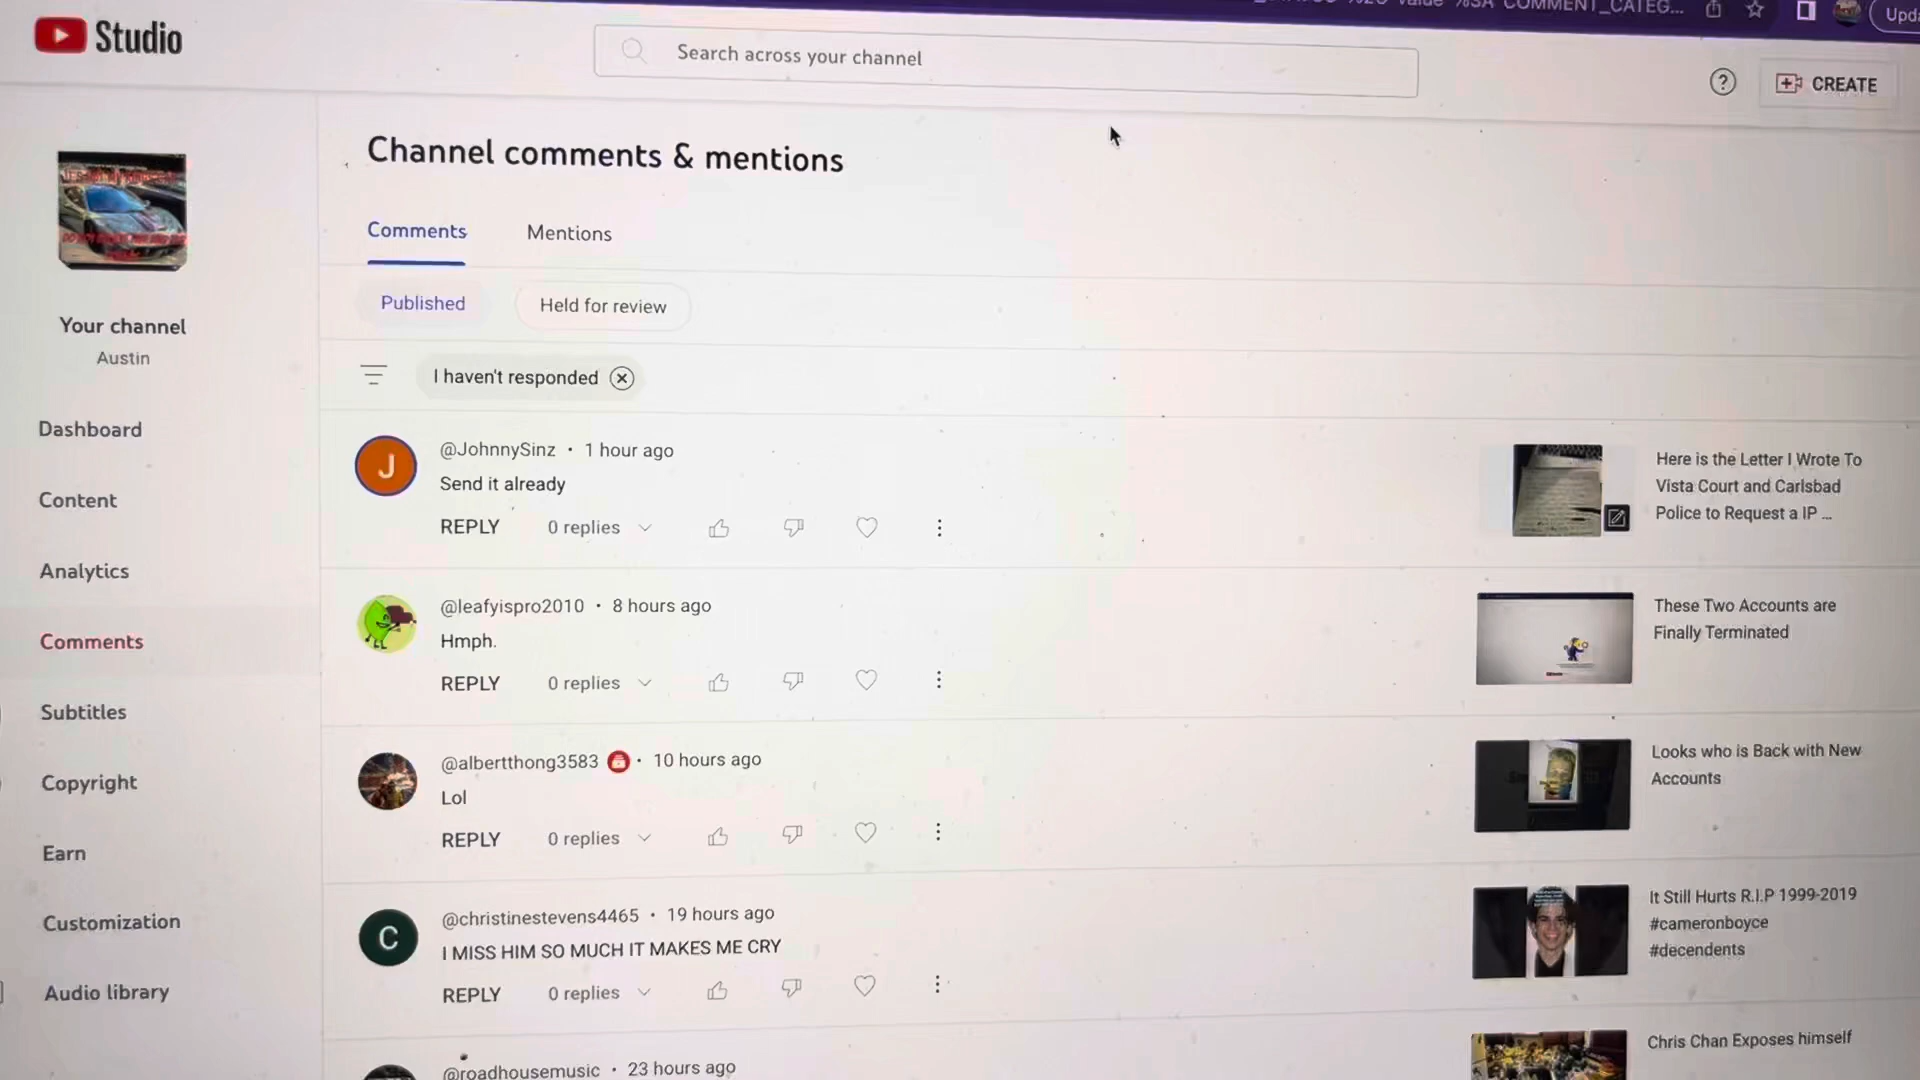 COMMENT_CATEG...
Studio
Search across your channel
CREATE
Your channel
Austin
Dashboard
Content
Analytics
Comments
Subtitles
Copyright
Earn
Customization
Audio library
Channel comments & mentions
Comments
Mentions
Published
Held for review
I haven't responded
@JohnnySinz • 1 hour ago
Send it already
REPLY
0 replies
Here is the Letter I Wrote To
Vista Court and Carlsbad
Police to Request a IP ...
@leafyispro2010 • 8 hours ago
Hmph.
REPLY
0 replies
These Two Accounts are
Finally Terminated
@albertthong3583 • 10 hours ago
Lol
REPLY
0 replies
Looks who is Back with New
Accounts
@christinestevens4465 • 19 hours ago
I MISS HIM SO MUCH IT MAKES ME CRY
REPLY
0 replies
It Still Hurts R.I.P 1999-2019
#cameronboyce
#decendents
@roadhousemusic • 23 hours ago
Chris Chan Exposes himself